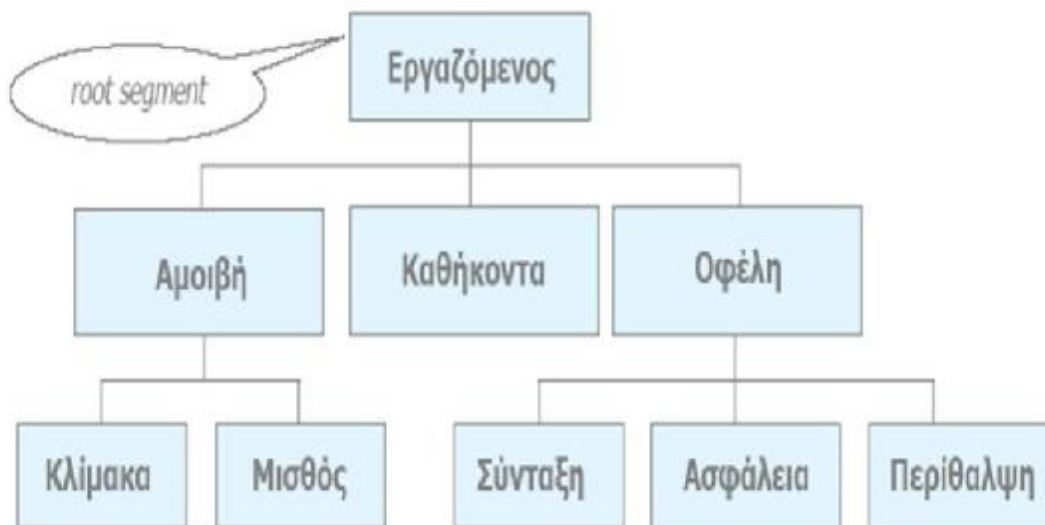 root segment
Εργαζόμενος
Αμοιβή
Καθήκοντα
Οφέλη
Κλίμακα
Μισθός
Σύνταξη
Ασφάλεια
Περίθαλψη